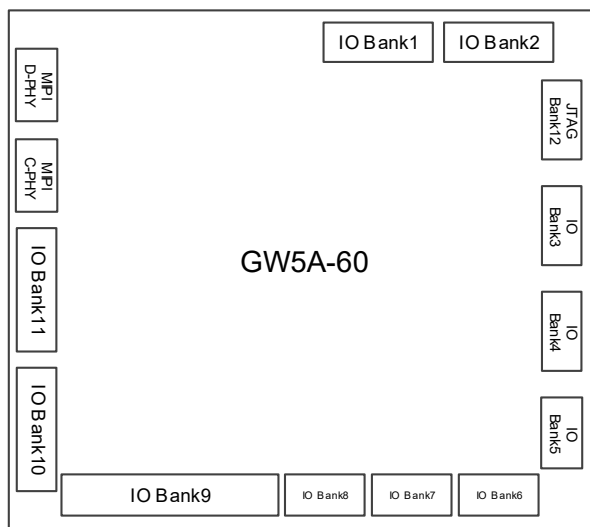 IO Bank1
IO Bank2
MIPI
D-PHY
JTAG
Bank12
MIPI
C-PHY
IO
Bank3
IO Bank11
GW5A-60
IO
Bank4
IO Bank10
IO
Bank5
IO Bank9
IO Bank8
IO Bank7
IO Bank6